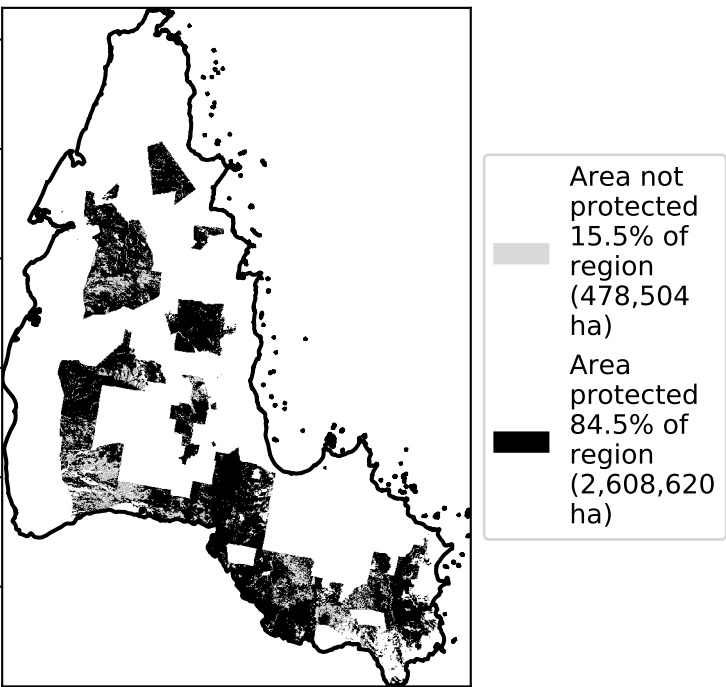 Area not
protected
15.5% of
region
(478,504
ha)
Area
protected
84.5% of
region
(2,608,620
ha)